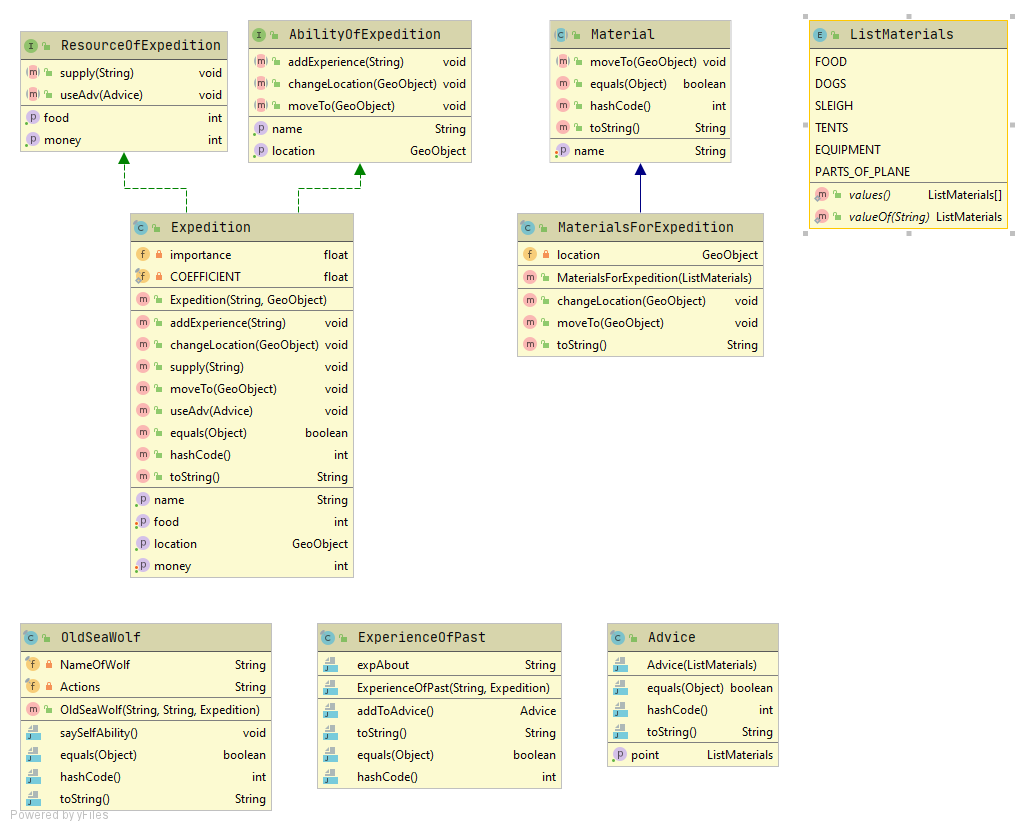 ResourceOfExpedition
supply(String) void
useAdv(Advice) void
food int
money int
AbilityOfExpedition
addExperience(String) void
changeLocation(GeoObject) void
moveTo(GeoObject) void
name String
location GeoObject
Material
moveTo(GeoObject) void
equals(Object) boolean
hashCode() int
toString() String
name String
ListMaterials
FOOD
DOGS
SLEIGH
TENTS
EQUIPMENT
PARTS_OF_PLANE
values() ListMaterials[]
valueOf(String) ListMaterials
Expedition
importance float
COEFFICIENT float
Expedition(String, GeoObject)
addExperience(String) void
changeLocation(GeoObject) void
supply(String) void
moveTo(GeoObject) void
useAdv(Advice) void
equals(Object) boolean
hashCode() int
toString() String
name String
food int
location GeoObject
money int
MaterialsForExpedition
location GeoObject
MaterialsForExpedition(ListMaterials)
changeLocation(GeoObject) void
moveTo(GeoObject) void
toString() String
OldSeaWolf
NameOfWolf String
Actions String
OldSeaWolf(String, String, Expedition)
saySelfAbility() void
equals(Object) boolean
hashCode() int
toString() String
ExperienceOfPast
expAbout String
ExperienceOfPast(String, Expedition)
addToAdvice() Advice
toString() String
equals(Object) boolean
hashCode() int
Advice
Advice(ListMaterials)
equals(Object) boolean
hashCode() int
toString() String
point ListMaterials
Powered by yFiles